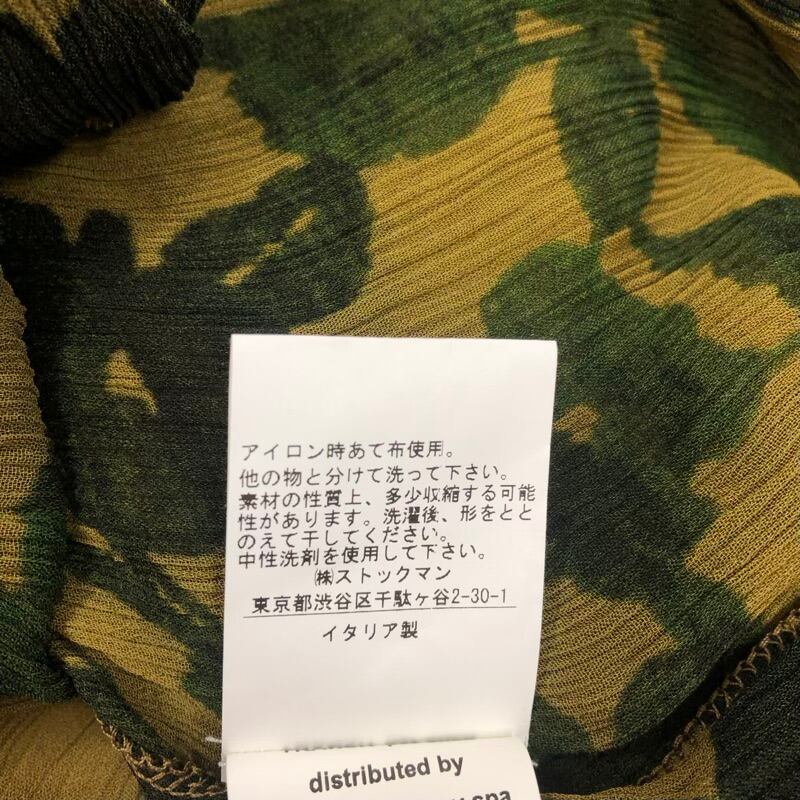 アイロン時あて布使用。
他の物と分けて洗って下さい。
素材の性質上、多少収縮する可能
性があります。洗濯後、形をとと
のえて干してください。
中性洗剤を使用して下さい。
㈱ストックマン
東京都渋谷区千駄ヶ谷2-30-1
イタリア製
distributed by
spa